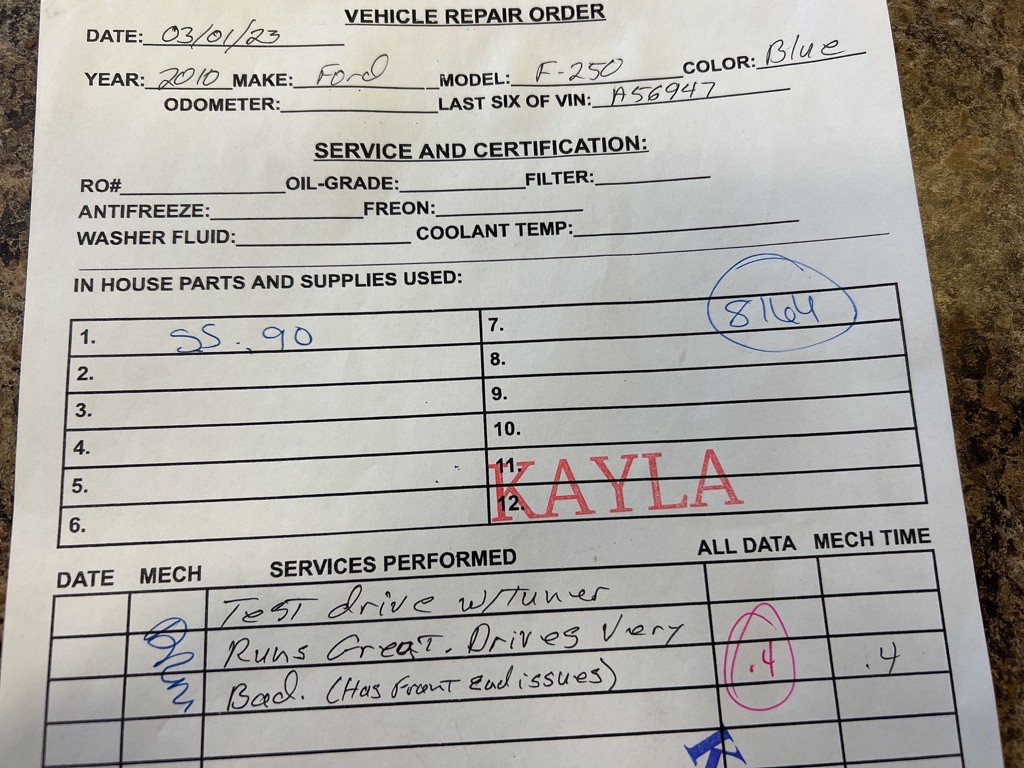 VEHICLE REPAIR ORDER
DATE: 03/01/23
YEAR: 2010 MAKE: Ford MODEL: F-250 COLOR: Blue
ODOMETER: LAST SIX OF VIN: A56947
SERVICE AND CERTIFICATION:
RO# OIL-GRADE: FILTER:
ANTIFREEZE: FREON:
WASHER FLUID: COOLANT TEMP:
IN HOUSE PARTS AND SUPPLIES USED:
1. SS . .90 7. 8164
2. 8.
3. 9.
4. 10.
5. 11.
6. 12.
KAYLA
DATE MECH SERVICES PERFORMED ALL DATA MECH TIME
Test drive w/tuner
Runs Great. Drives Very .4 .4
Bad. (Has Front End issues)
K